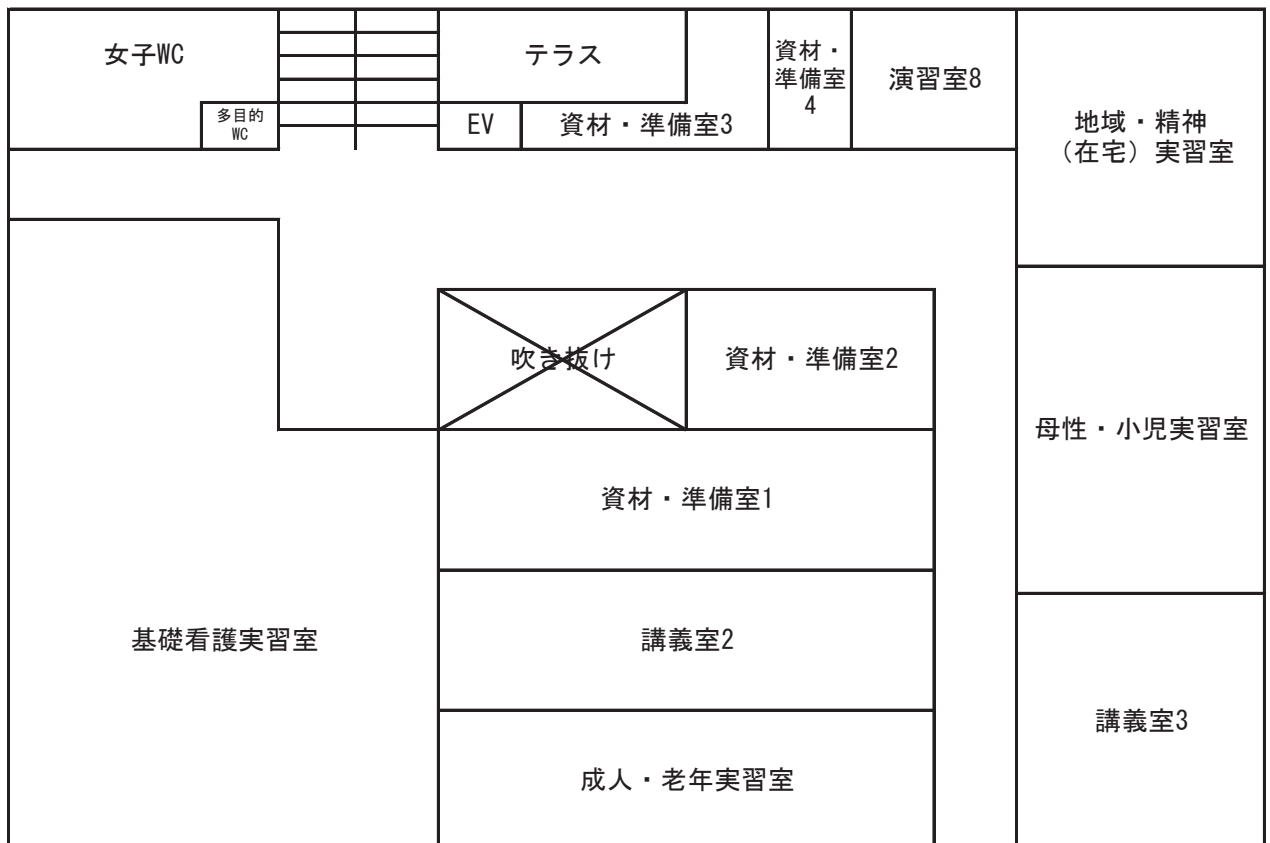 女子WC
多目的
WC
テラス
EV
資材・準備室3
資材・
準備室
4
演習室8
地域・精神
（在宅）実習室
吹き抜け
資材・準備室2
母性・小児実習室
資材・準備室1
基礎看護実習室
講義室2
講義室3
成人・老年実習室